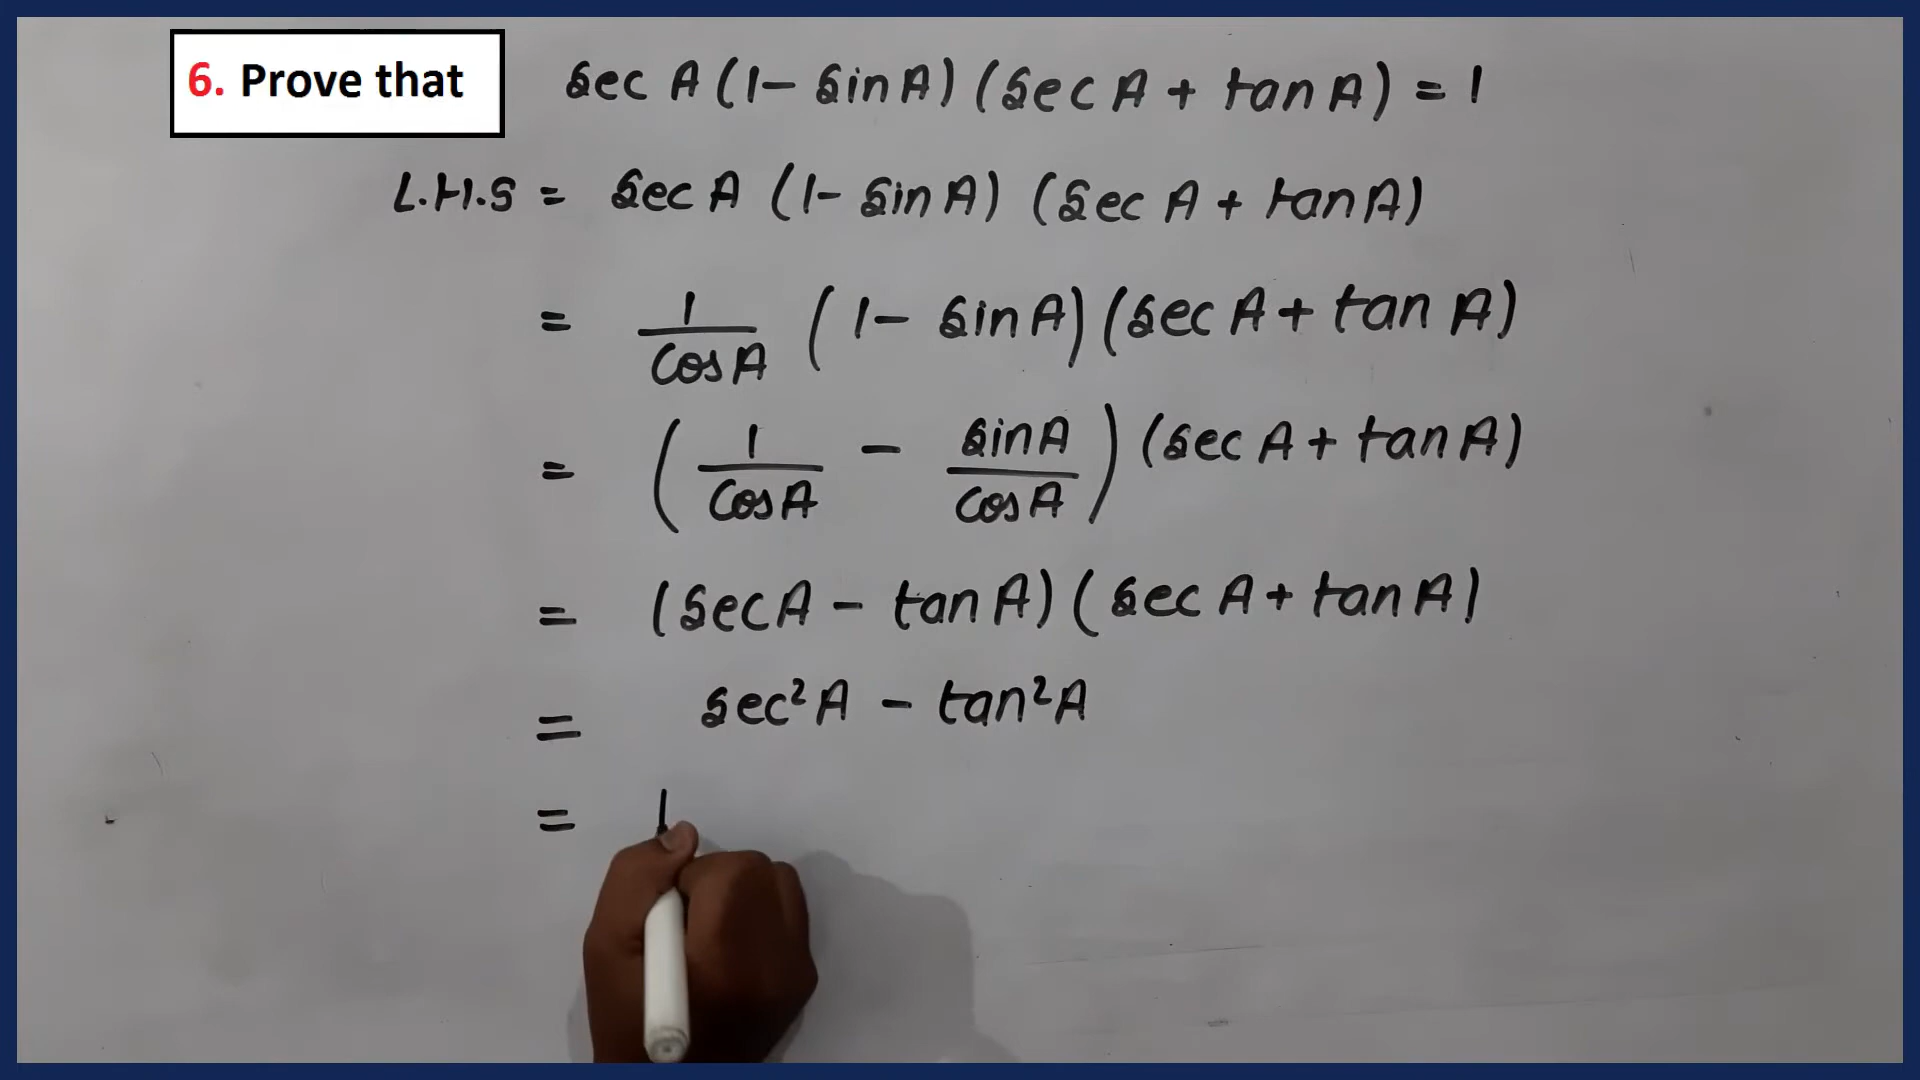 6. Prove that sec A (1 - sin A) (sec A + tan A) = 1
L.H.S = sec A (1 - sin A) (sec A + tan A)
= 1/cos A (1 - sin A) (sec A + tan A)
= (1/cos A - sin A/cos A) (sec A + tan A)
= (sec A - tan A) (sec A + tan A)
= sec²A - tan²A
= 1